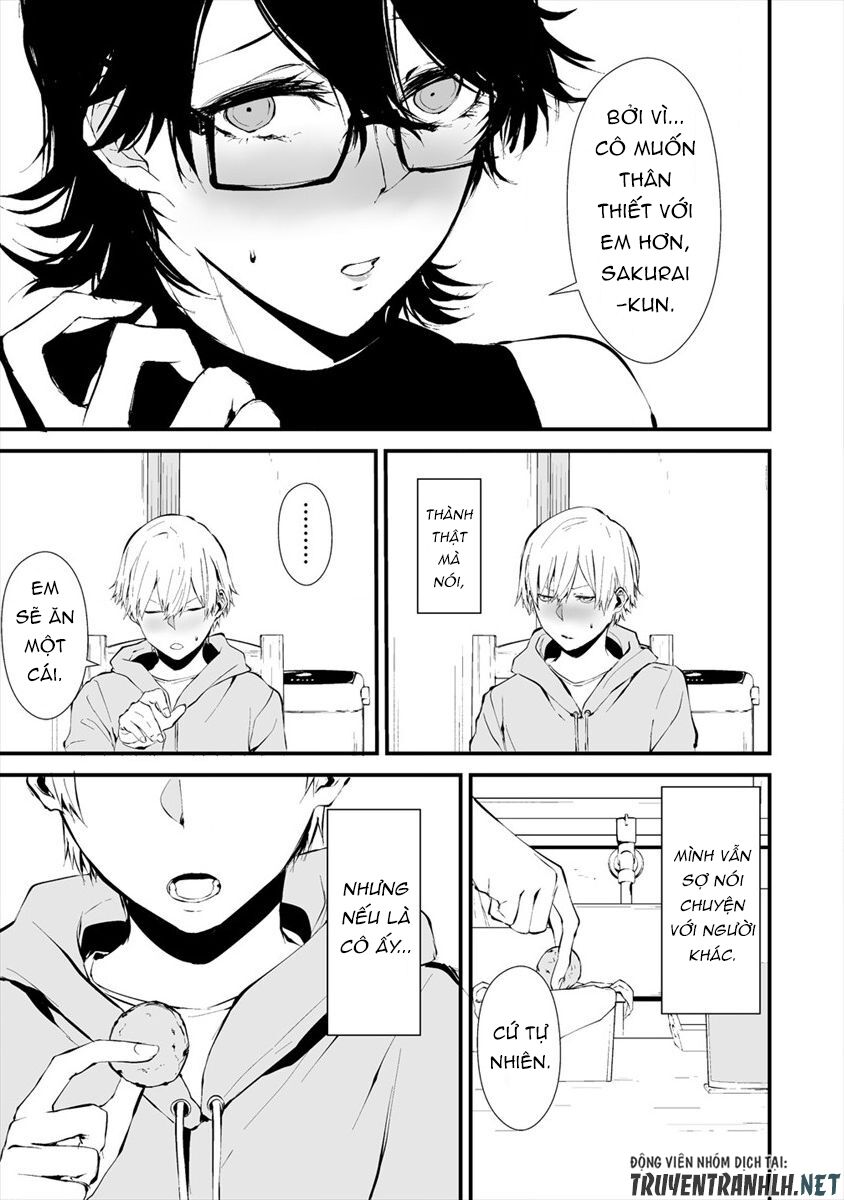 BỞI VÌ...
CÔ MUỐN
THÂN
THIẾT VỚI
EM HƠN,
SAKURAI
-KUN.
THÀNH
THẬT
MÀ
NÓI,
.........
EM
SẼ ĂN
MỘT
CÁI.
MÌNH VẪN
SỢ NÓI
CHUYỆN
VỚI NGƯỜI
KHÁC.
CỨ TỰ
NHIÊN.
NHƯNG
NẾU LÀ
CÔ ẤY...
ĐỘNG VIÊN NHÓM DỊCH TẠI:
TRUYENTRANHLH.NET